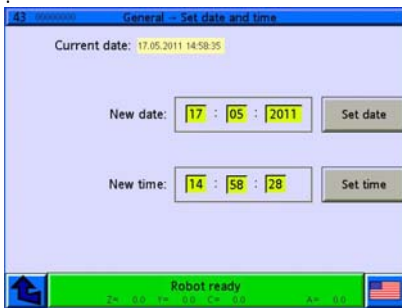 .
43 00000000 General - Set date and time
Current date: 17.05.2011 14:58:35
New date: 17 : 05 : 2011 Set date
New time: 14 : 58 : 28 Set time
Robot ready
Z= 0.0 Y= 0.0 C= 0.0 A= 0.0